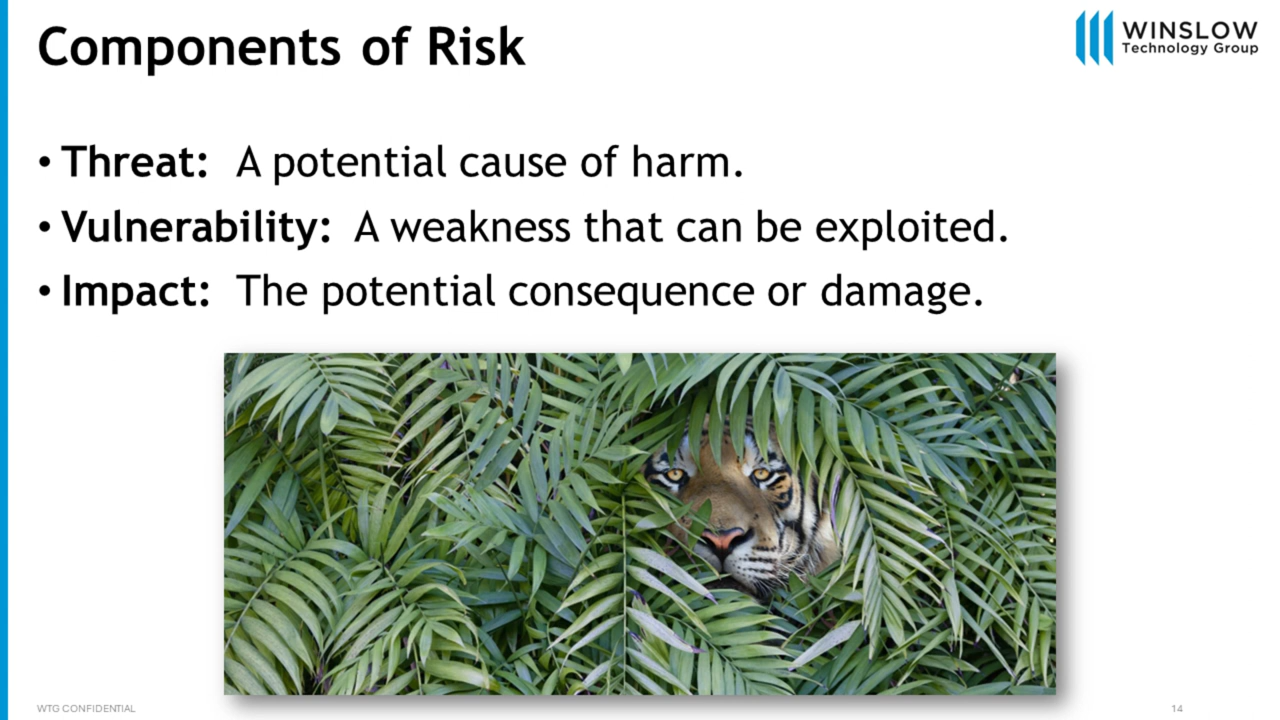 Components of Risk
WINSLOW
Technology Group
• Threat: A potential cause of harm.
• Vulnerability: A weakness that can be exploited.
• Impact: The potential consequence or damage.
WTG CONFIDENTIAL
14